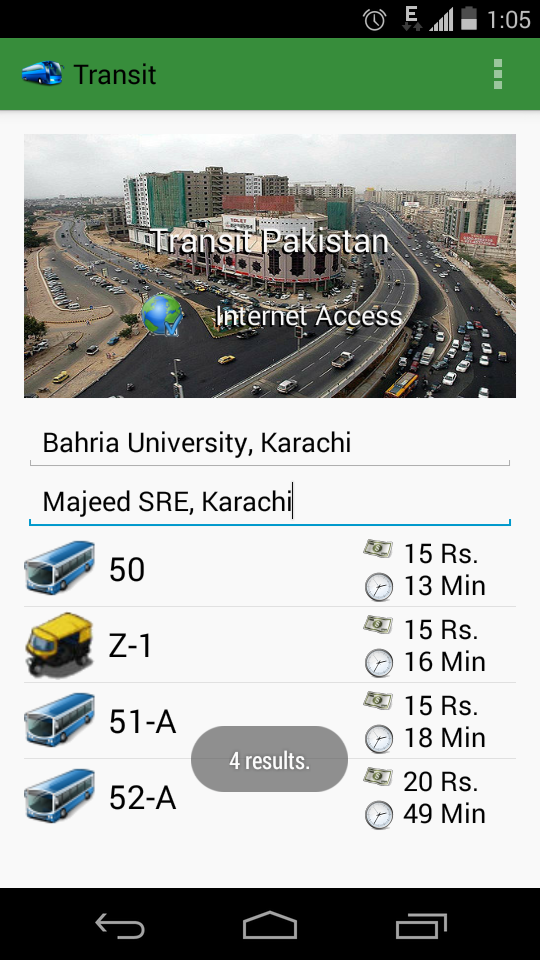 E 1:05
Transit
Transit Pakistan
Internet Access
Bahria University, Karachi
Majeed SRE, Karachi
50
15 Rs.
13 Min
Z-1
15 Rs.
16 Min
51-A
15 Rs.
18 Min
4 results.
52-A
20 Rs.
49 Min